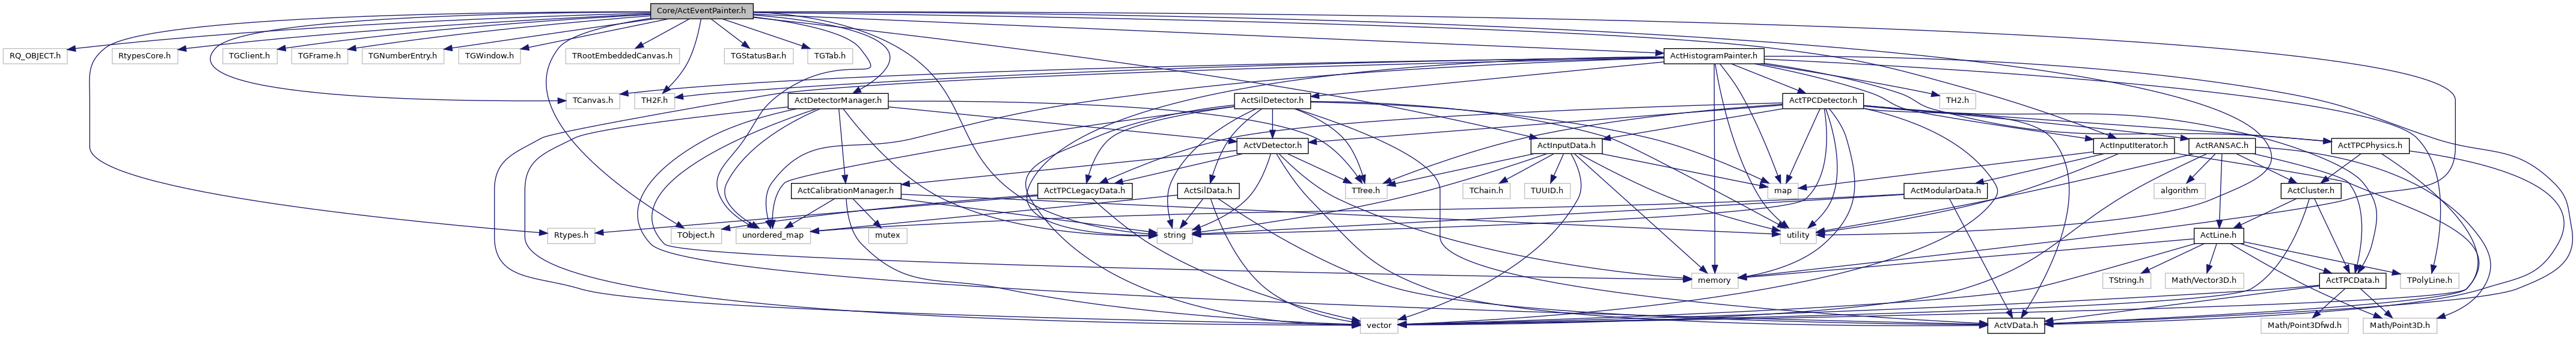 Core/ActEventPainter.h
RQ_OBJECT.h
RtypesCore.h
TGClient.h
TGFrame.h
TGNumberEntry.h
TGWindow.h
TRootEmbeddedCanvas.h
TGStatusBar.h
TGTab.h
ActHistogramPainter.h
TCanvas.h
TH2F.h
ActDetectorManager.h
ActSilDetector.h
ActTPCDetector.h
TH2.h
ActVDetector.h
ActInputData.h
ActInputIterator.h
ActRANSAC.h
ActTPCPhysics.h
ActCalibrationManager.h
ActTPCLegacyData.h
ActSilData.h
TTree.h
TChain.h
TUUID.h
map
ActModularData.h
algorithm
ActCluster.h
Rtypes.h
TObject.h
unordered_map
mutex
string
utility
ActLine.h
memory
TString.h
Math/Vector3D.h
ActTPCData.h
TPolyLine.h
vector
ActVData.h
Math/Point3Dfwd.h
Math/Point3D.h